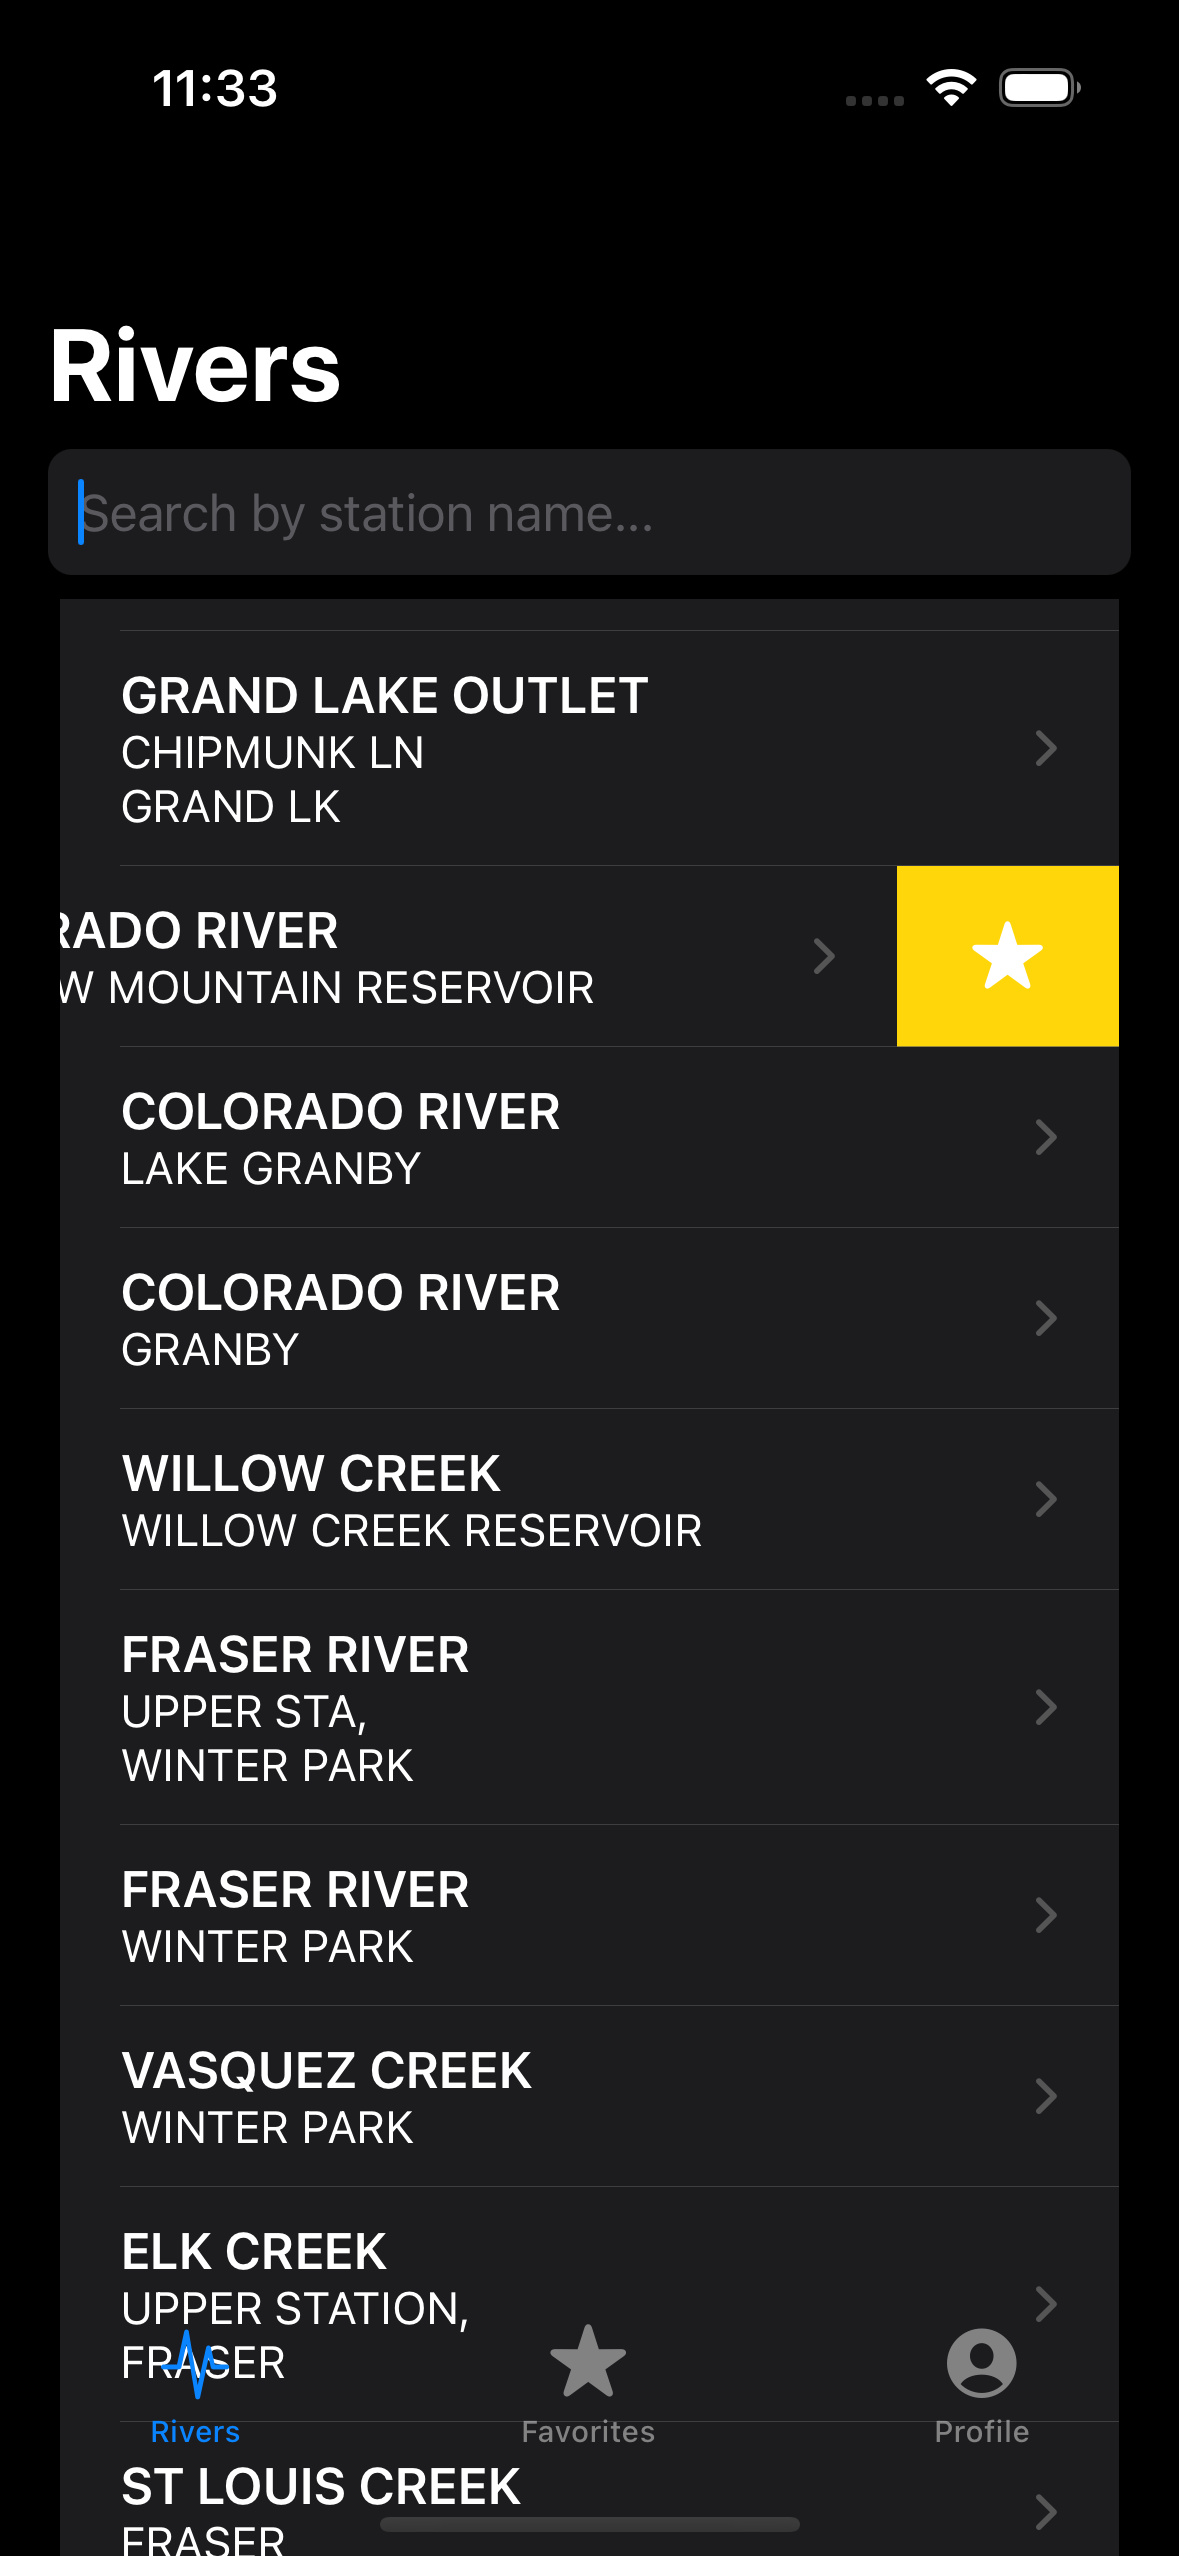 11:33
Rivers
Search by station name...
GRAND LAKE OUTLET
CHIPMUNK LN
GRAND LK
RADO RIVER
W MOUNTAIN RESERVOIR
COLORADO RIVER
LAKE GRANBY
COLORADO RIVER
GRANBY
WILLOW CREEK
WILLOW CREEK RESERVOIR
FRASER RIVER
UPPER STA,
WINTER PARK
FRASER RIVER
WINTER PARK
VASQUEZ CREEK
WINTER PARK
ELK CREEK
UPPER STATION,
FRASER
Rivers
Favorites
Profile
ST LOUIS CREEK
FRASER